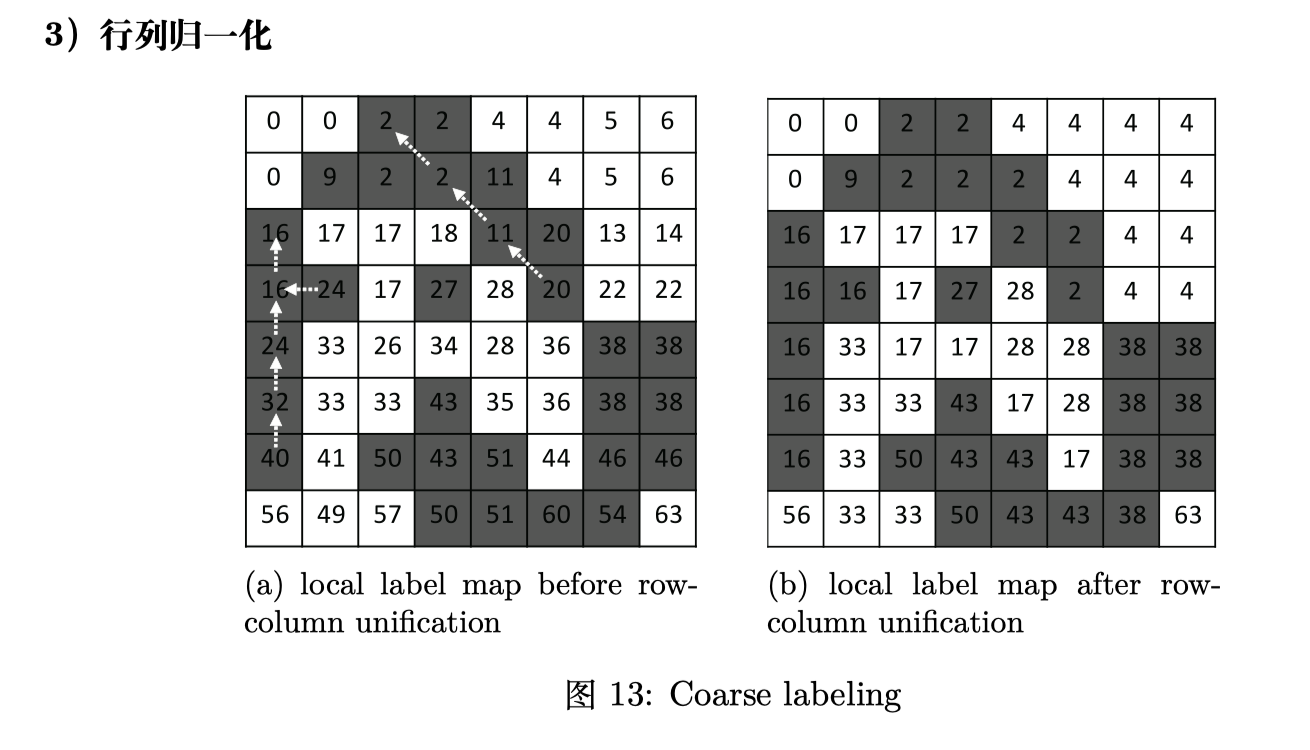 3）行列归一化
0 0 2 2 4 4 5 6
0 9 2 2 11 4 5 6
16 17 17 18 11 20 13 14
16 24 17 27 28 20 22 22
24 33 26 34 28 36 38 38
32 33 33 43 35 36 38 38
40 41 50 43 51 44 46 46
56 49 57 50 51 60 54 63
(a) local label map before row-
column unification
0 0 2 2 4 4 4 4
0 9 2 2 2 4 4 4
16 17 17 17 2 2 4 4
16 16 17 27 28 2 4 4
16 33 17 17 28 28 38 38
16 33 33 43 17 28 38 38
16 33 50 43 43 17 38 38
56 33 33 50 43 43 38 63
(b) local label map after row-
column unification
图 13: Coarse labeling